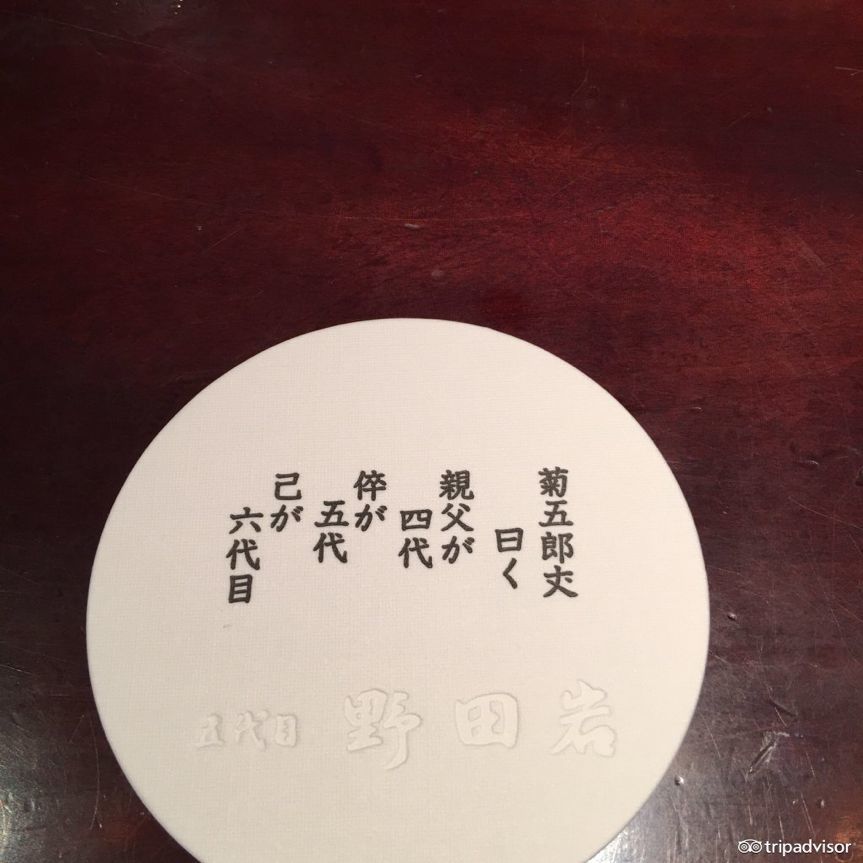 菊五郎丈
曰く
親父が
四代
倅が
五代
己が
六代目
五代目 野田岩
tripadvisor